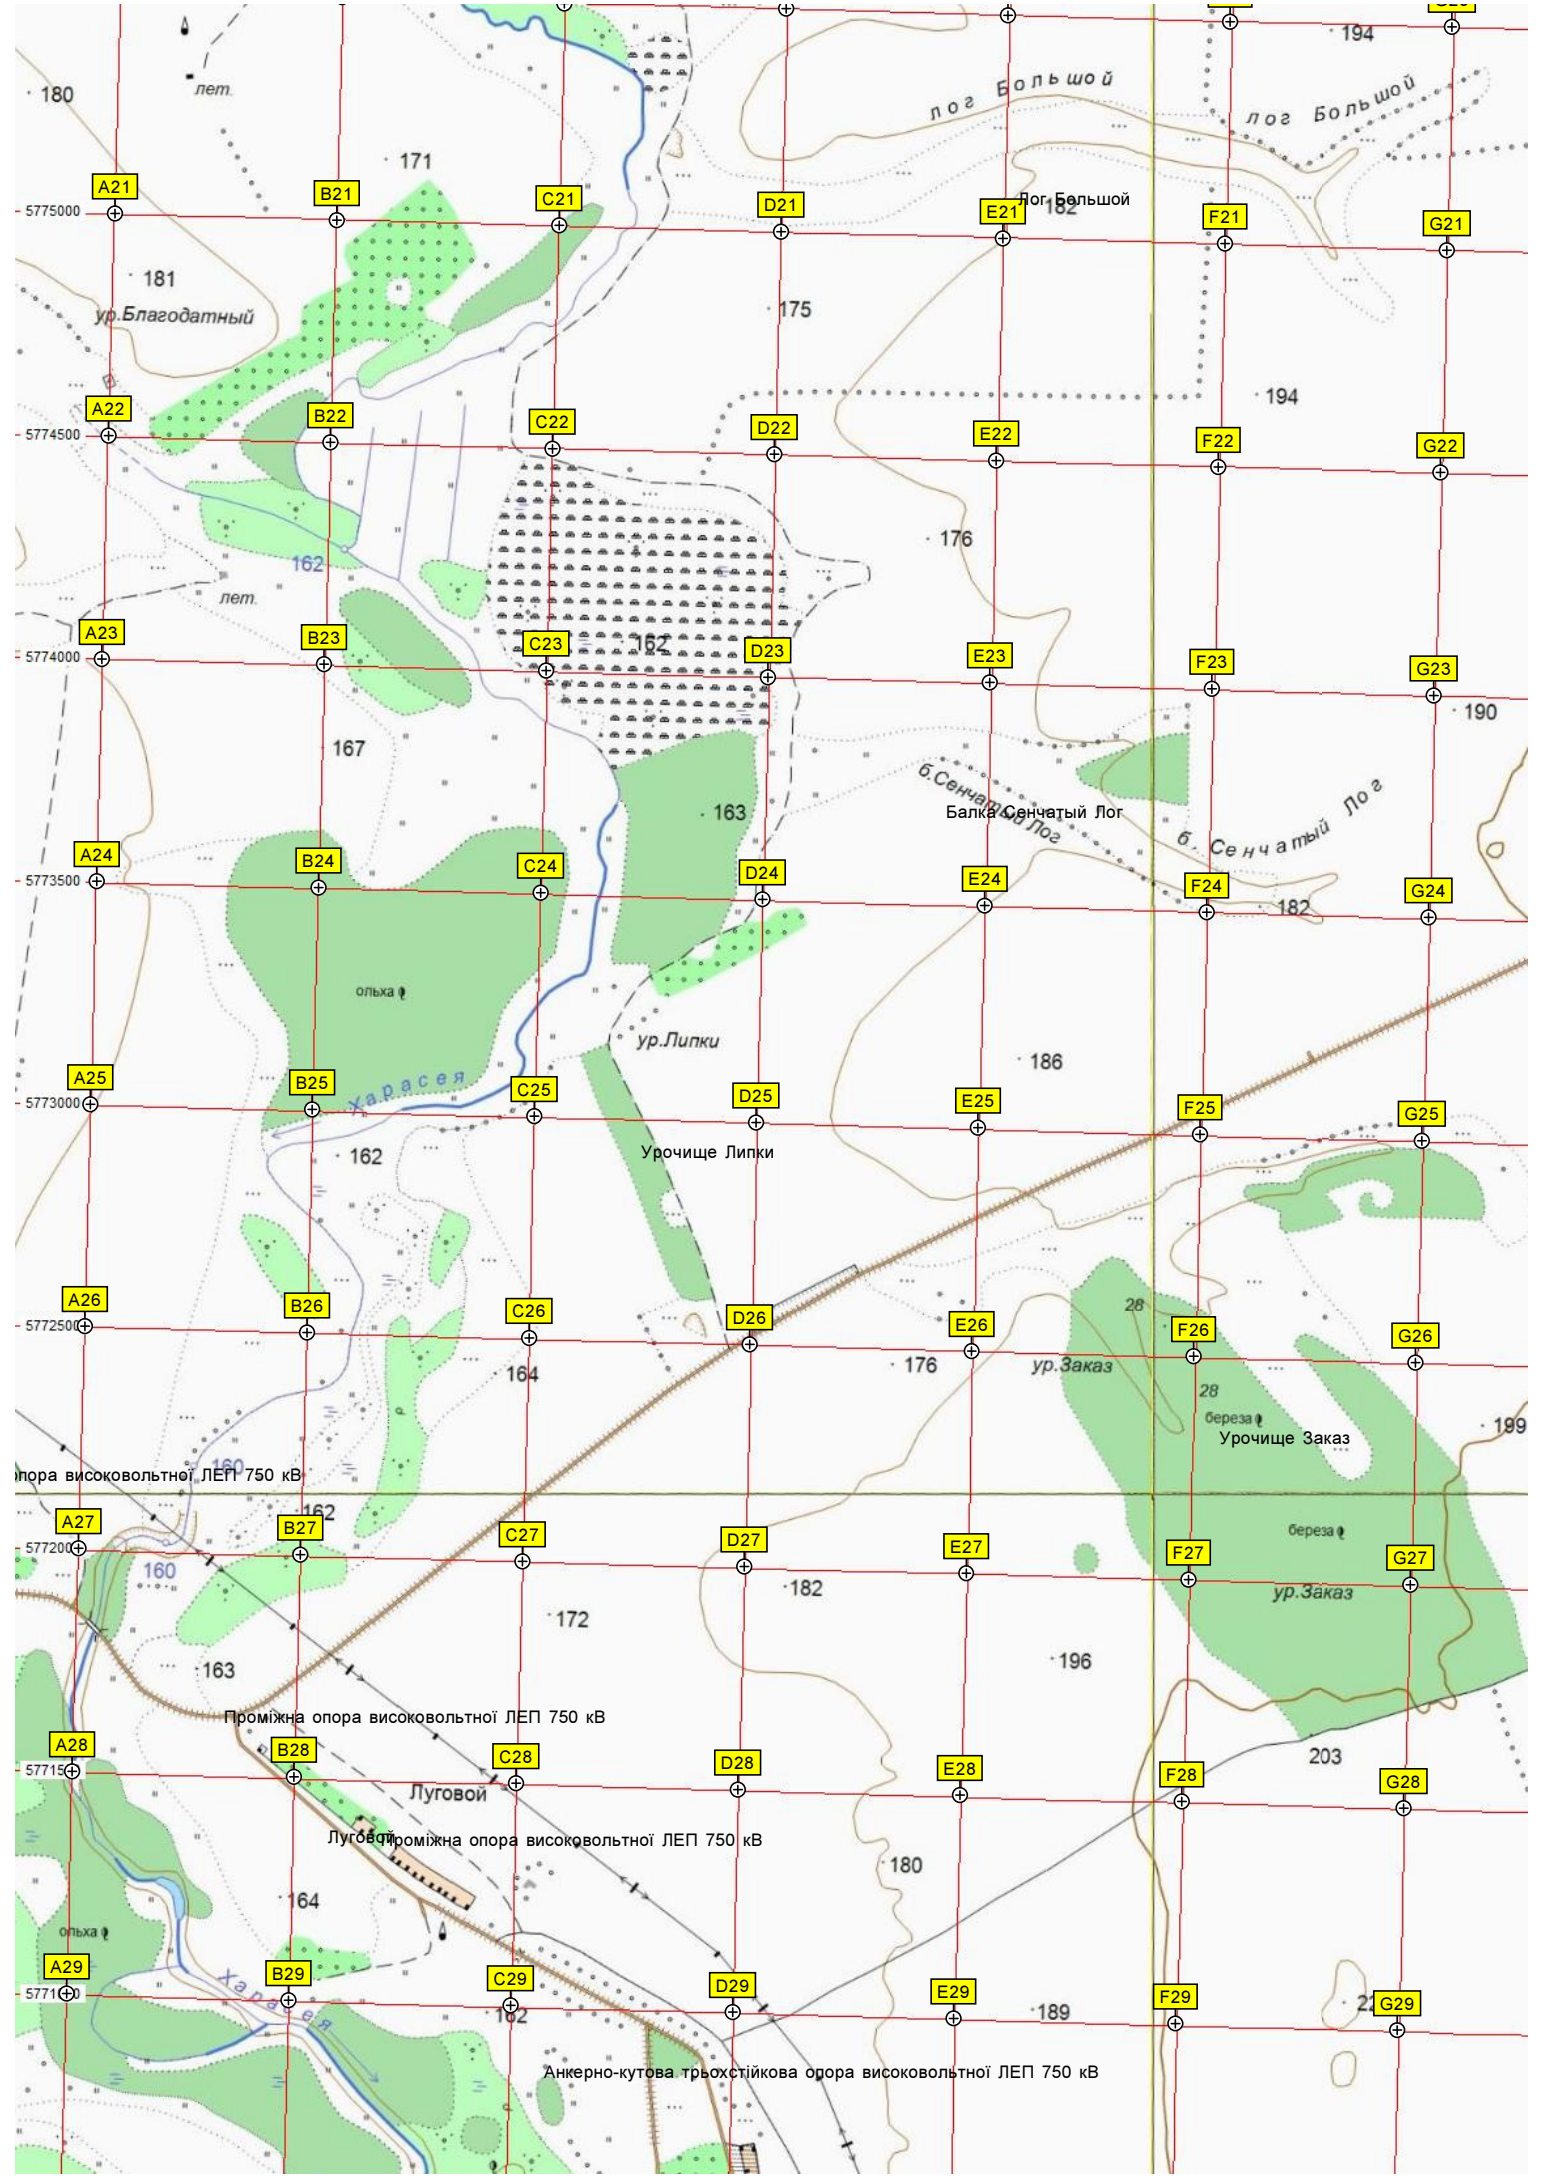 194
180
лет.
лог Большой
лог Большой
171
A21
B21
C21
D21
E21
182
Лог Большой
F21
G21
5775000
181
ур.Благодатный
175
194
A22
B22
C22
D22
E22
F22
G22
5774500
176
162
лет.
A23
B23
C23
162
D23
E23
F23
G23
5774000
190
167
б.Сенчатый Лог
Балка Сенчатый Лог
б. Сенчатый Лог
163
A24
B24
C24
D24
E24
F24
G24
5773500
182
ольха
ур.Липки
186
A25
B25
Харасея
C25
D25
E25
F25
G25
5773000
162
Урочище Липки
28
A26
B26
C26
D26
E26
F26
G26
5772500
164
176
ур.Заказ
28
береза
Урочище Заказ
199
160
опора високовольтної ЛЕП 750 кВ
162
A27
B27
C27
D27
E27
F27
G27
577200
береза
160
182
ур.Заказ
172
163
196
Проміжна опора високовольтної ЛЕП 750 кВ
A28
B28
C28
D28
E28
F28
G28
203
57715
Луговой
Луговой
Проміжна опора високовольтної ЛЕП 750 кВ
180
164
ольха
A29
B29
C29
D29
E29
F29
G29
Харасея
162
189
Анкерно-кутова трьохстійкова опора високовольтної ЛЕП 750 кВ